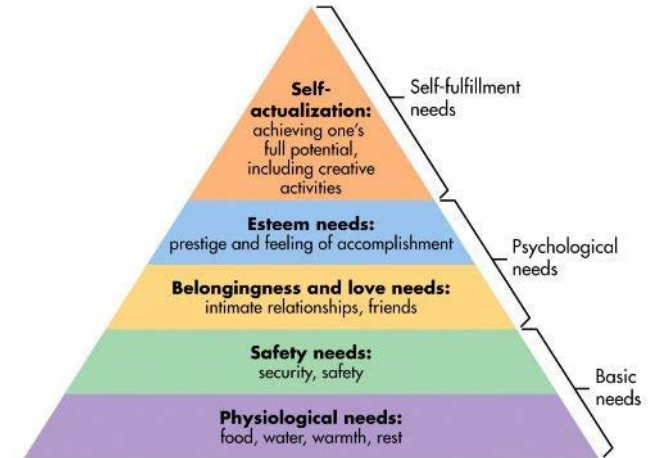 Self-
actualization:
achieving one's
full potential,
including creative
activities
Self-fulfillment
needs
Esteem needs:
prestige and feeling of accomplishment
Psychological
needs
Belongingness and love needs:
intimate relationships, friends
Safety needs:
security, safety
Basic
needs
Physiological needs:
food, water, warmth, rest